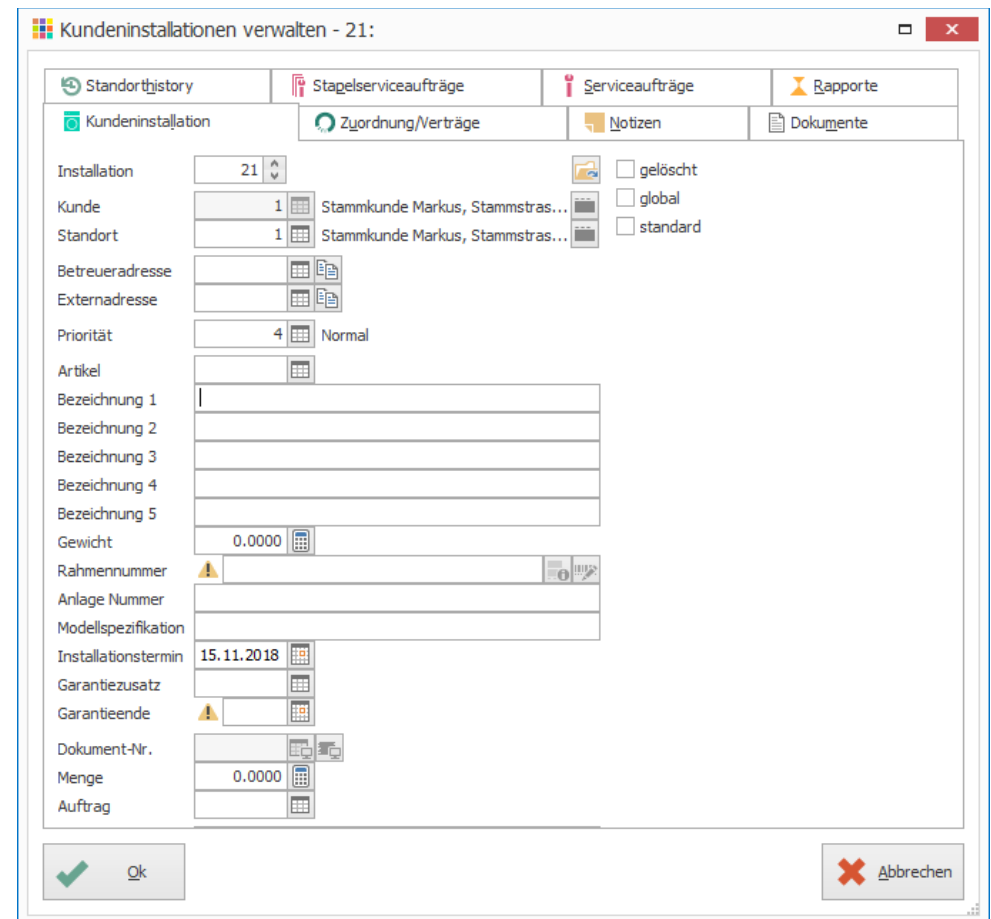 Kundeninstallationen verwalten - 21:
Standorthistory Stapelserviceaufträge Serviceaufträge Rapporte
Kundeninstallation Zuordnung/Verträge Notizen Dokumente
Installation 21 gelöscht
Kunde 1 Stammkunde Markus, Stammstras... global
Standort 1 Stammkunde Markus, Stammstras... standard
Betreueradresse
Externadresse
Priorität 4 Normal
Artikel
Bezeichnung 1
Bezeichnung 2
Bezeichnung 3
Bezeichnung 4
Bezeichnung 5
Gewicht 0.0000
Rahmennummer
Anlage Nummer
Modellspezifikation
Installationstermin 15.11.2018
Garantiezusatz
Garantieende
Dokument-Nr.
Menge 0.0000
Auftrag
Ok Abbrechen